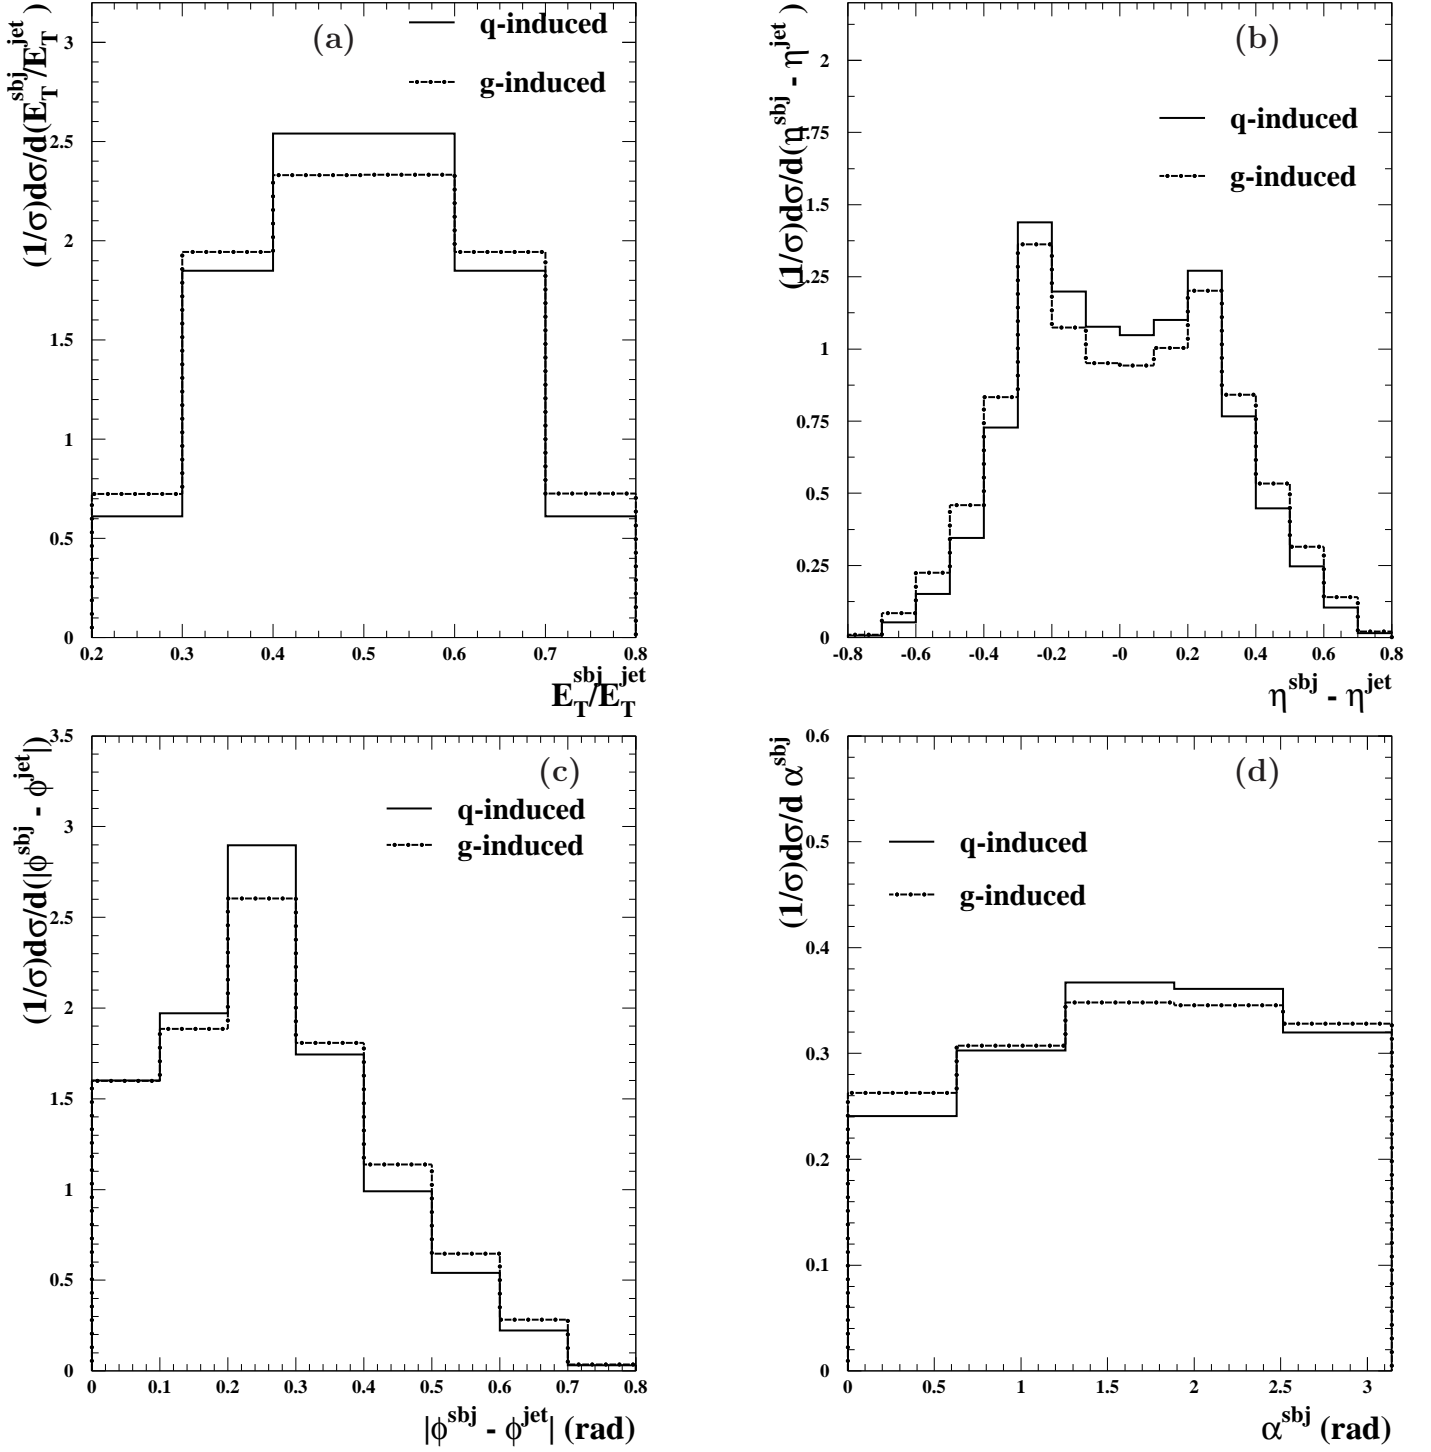 (a)
q-induced
g-induced
(1/σ)dσ/d(E_T^sbj/E_T^jet)
3
2.5
2
1.5
1
0.5
0
0.2 0.3 0.4 0.5 0.6 0.7 0.8
E_T^sbj/E_T^jet
(b)
q-induced
g-induced
(1/σ)dσ/d(η^sbj - η^jet)
2
1.75
1.5
1.25
1
0.75
0.5
0.25
0
-0.8 -0.6 -0.4 -0.2 -0 0.2 0.4 0.6 0.8
η^sbj - η^jet
(c)
q-induced
g-induced
(1/σ)dσ/d(|ϕ^sbj - ϕ^jet|)
3.5
3
2.5
2
1.5
1
0.5
0
0 0.1 0.2 0.3 0.4 0.5 0.6 0.7 0.8
|ϕ^sbj - ϕ^jet| (rad)
(d)
q-induced
g-induced
(1/σ)dσ/d α^sbj
0.6
0.5
0.4
0.3
0.2
0.1
0
0 0.5 1 1.5 2 2.5 3
α^sbj (rad)